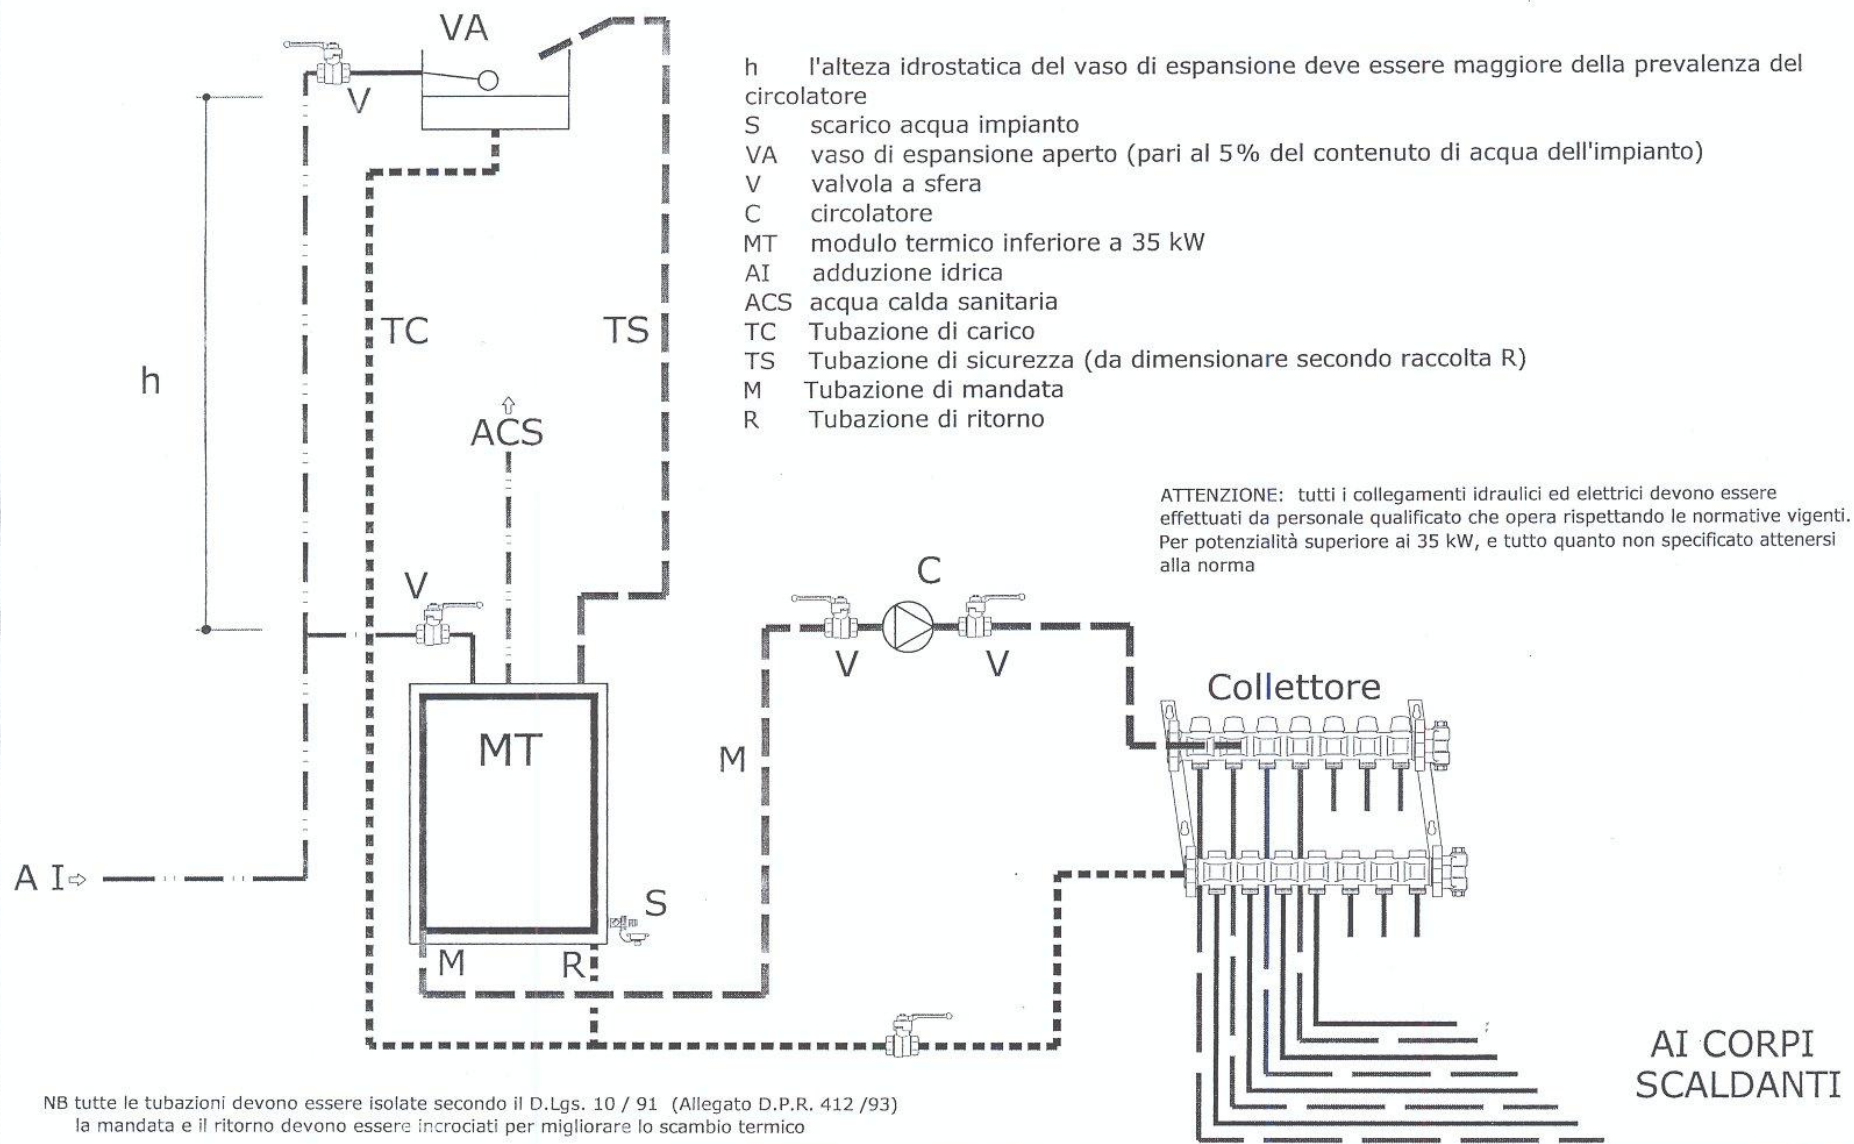 VA
V
h l'alteza idrostatica del vaso di espansione deve essere maggiore della prevalenza del
circolatore
S scarico acqua impianto
VA vaso di espansione aperto (pari al 5% del contenuto di acqua dell'impianto)
V valvola a sfera
C circolatore
MT modulo termico inferiore a 35 kW
AI adduzione idrica
ACS acqua calda sanitaria
TC Tubazione di carico
TS Tubazione di sicurezza (da dimensionare secondo raccolta R)
M Tubazione di mandata
R Tubazione di ritorno
TC
TS
h
ACS
ATTENZIONE: tutti i collegamenti idraulici ed elettrici devono essere
effettuati da personale qualificato che opera rispettando le normative vigenti.
Per potenzialità superiore ai 35 kW, e tutto quanto non specificato attenersi
alla norma
V
C
V
V
Collettore
MT
M
A I
S
M
R
AI CORPI
SCALDANTI
NB tutte le tubazioni devono essere isolate secondo il D.Lgs. 10 / 91 (Allegato D.P.R. 412 /93)
la mandata e il ritorno devono essere incrociati per migliorare lo scambio termico